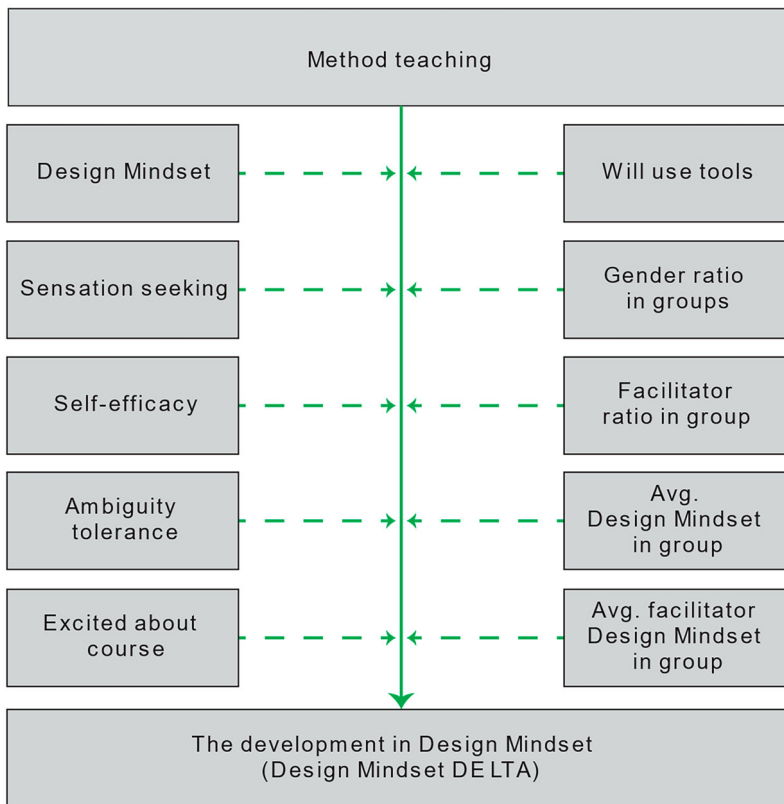 Method teaching
Design Mindset
Will use tools
Sensation seeking
Gender ratio
in groups
Self-efficacy
Facilitator
ratio in group
Ambiguity
tolerance
Avg.
Design Mindset
in group
Excited about
course
Avg. facilitator
Design Mindset
in group
The development in Design Mindset
(Design Mindset DELTA)